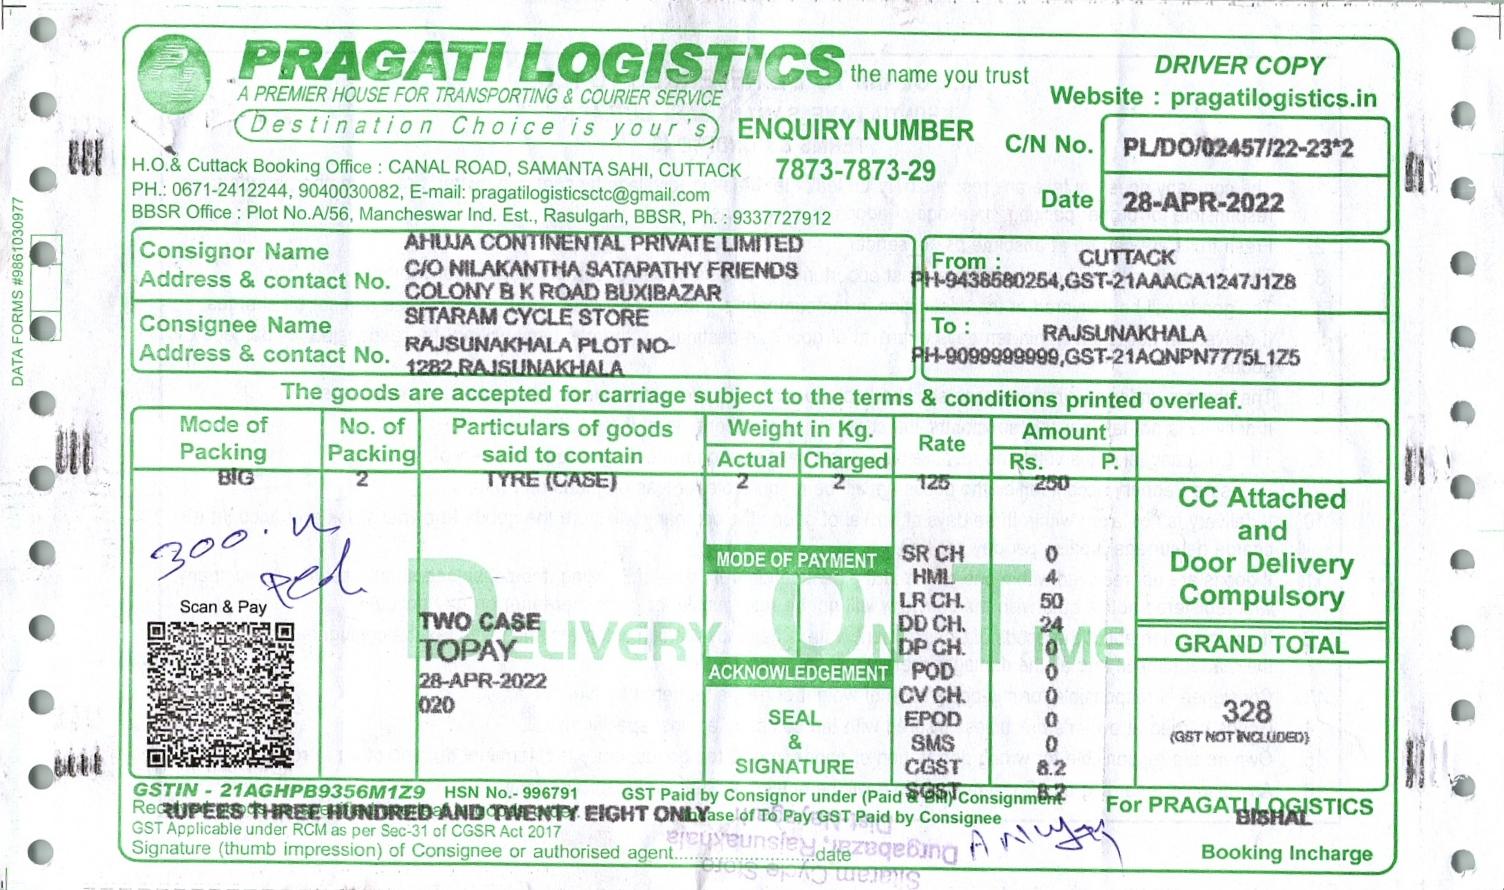 PRAGATI LOGISTICS the name you trust
A PREMIER HOUSE FOR TRANSPORTING & COURIER SERVICE
Destination Choice is your's
DRIVER COPY
Website : pragatilogistics.in
ENQUIRY NUMBER
7873-7873-29
C/N No. PL/DO/02457/22-23*2
Date 28-APR-2022
H.O.& Cuttack Booking Office : CANAL ROAD, SAMANTA SAHI, CUTTACK
PH.: 0671-2412244, 9040030082, E-mail: pragatilogisticsctc@gmail.com
BBSR Office : Plot No.A/56, Mancheswar Ind. Est., Rasulgarh, BBSR, Ph. : 9337727912
DATA FORMS #9861030977
Consignor Name
Address & contact No.
AHUJA CONTINENTAL PRIVATE LIMITED
C/O NILAKANTHA SATAPATHY FRIENDS
COLONY B K ROAD BUXIBAZAR
From : CUTTACK
PH-9438580254,GST-21AAACA1247J1Z8
Consignee Name
Address & contact No.
SITARAM CYCLE STORE
RAJSUNAKHALA PLOT NO-
1282,RAJSUNAKHALA
To : RAJSUNAKHALA
PH-9099999999,GST-21AQNPN7775L1Z5
The goods are accepted for carriage subject to the terms & conditions printed overleaf.
Mode of Packing
No. of Packing
Particulars of goods said to contain
Weight in Kg.
Actual Charged
Rate
Amount
Rs. P.
BIG 2 TYRE (CASE) 2 2 125 250
300.
Scan & Pay
DELIVERY ON TIME
TWO CASE
TOPAY
28-APR-2022
020
MODE OF PAYMENT
ACKNOWLEDGEMENT
SEAL
&
SIGNATURE
SR CH 0
HML 4
LR CH. 50
DD CH. 24
DP CH. 0
POD 0
CV CH. 0
EPOD 0
SMS 0
CGST 8.2
SGST 8.2
CC Attached
and
Door Delivery
Compulsory
GRAND TOTAL
328
(GST NOT INCLUDED)
GSTIN - 21AGHPB9356M1Z9 HSN No.- 996791 GST Paid by Consignor under (Paid & Bill) Consignment
RUPEES THREE HUNDRED AND TWENTY EIGHT ONLY
case of To Pay GST Paid by Consignee
GST Applicable under RCM as per Sec-31 of CGSR Act 2017
Signature (thumb impression) of Consignee or authorised agent..................date
For PRAGATI LOGISTICS
BISHAL
Booking Incharge
Sitaram Cycle Store
Durgabazar, Rajsunakhala